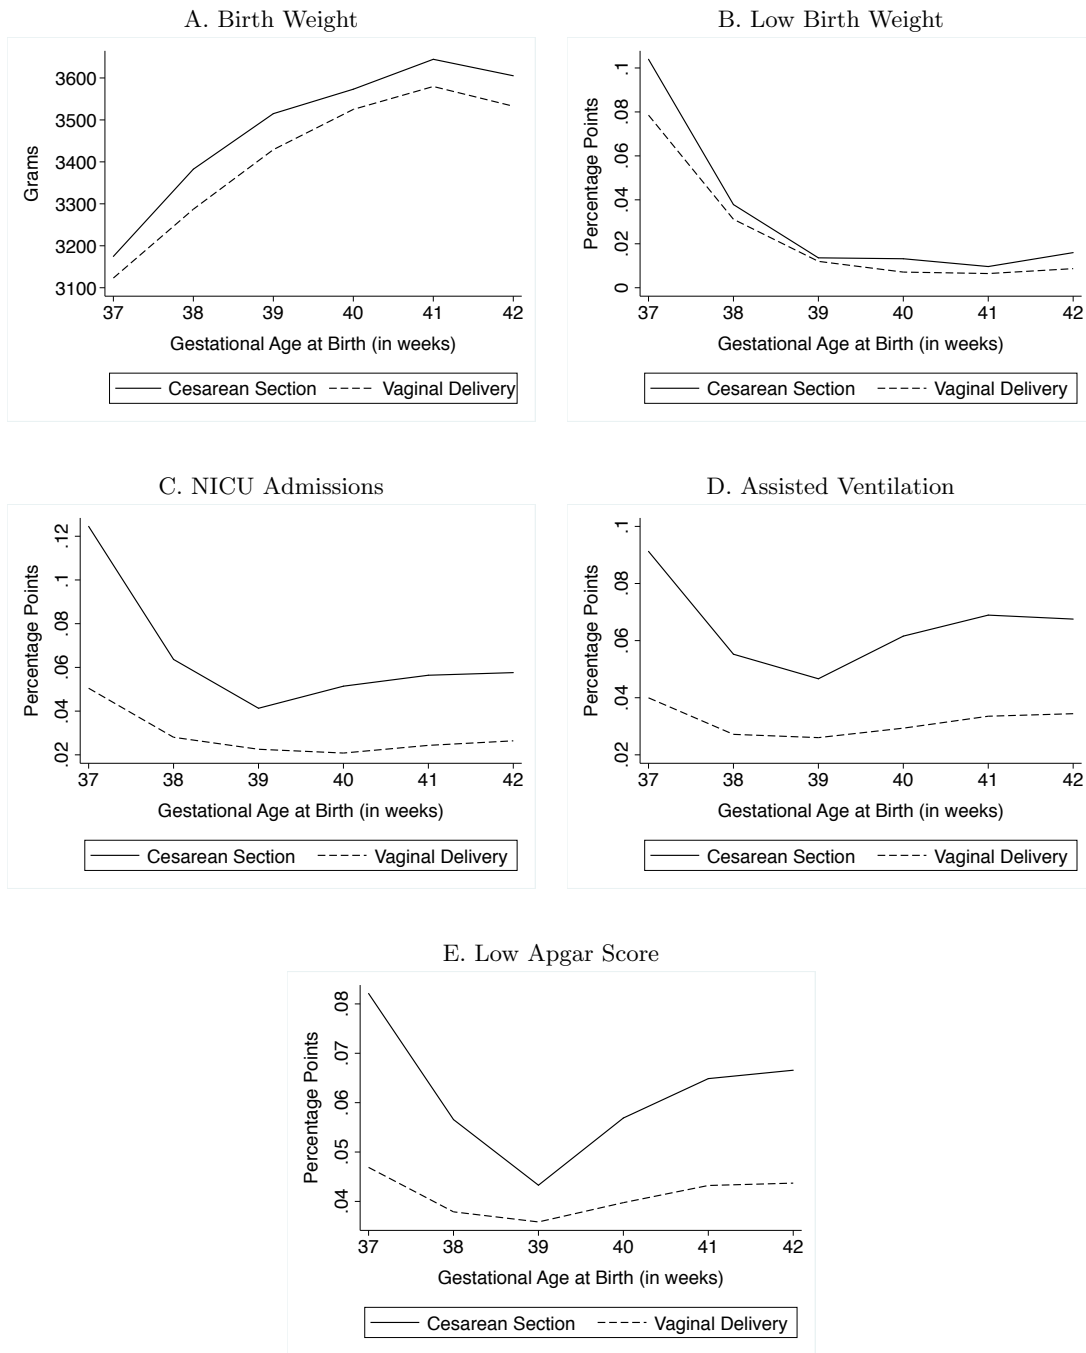 A. Birth Weight
Grams
3600
3500
3400
3300
3200
3100
37 38 39 40 41 42
Gestational Age at Birth (in weeks)
Cesarean Section Vaginal Delivery
B. Low Birth Weight
Percentage Points
.1
.08
.06
.04
.02
0
37 38 39 40 41 42
Gestational Age at Birth (in weeks)
Cesarean Section Vaginal Delivery
C. NICU Admissions
Percentage Points
.12
.1
.08
.06
.04
.02
37 38 39 40 41 42
Gestational Age at Birth (in weeks)
Cesarean Section Vaginal Delivery
D. Assisted Ventilation
Percentage Points
.1
.08
.06
.04
.02
37 38 39 40 41 42
Gestational Age at Birth (in weeks)
Cesarean Section Vaginal Delivery
E. Low Apgar Score
Percentage Points
.08
.07
.06
.05
.04
37 38 39 40 41 42
Gestational Age at Birth (in weeks)
Cesarean Section Vaginal Delivery